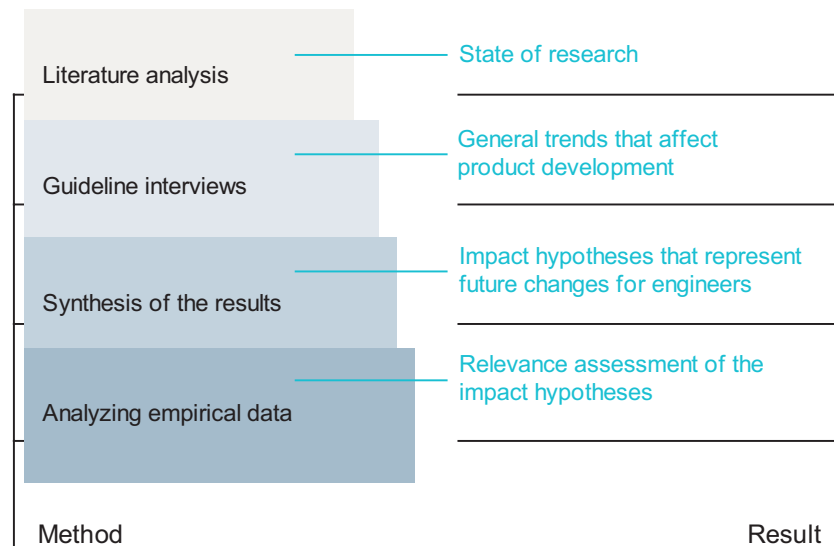 Literature analysis
State of research
Guideline interviews
General trends that affect
product development
Synthesis of the results
Impact hypotheses that represent
future changes for engineers
Analyzing empirical data
Relevance assessment of the
impact hypotheses
Method
Result